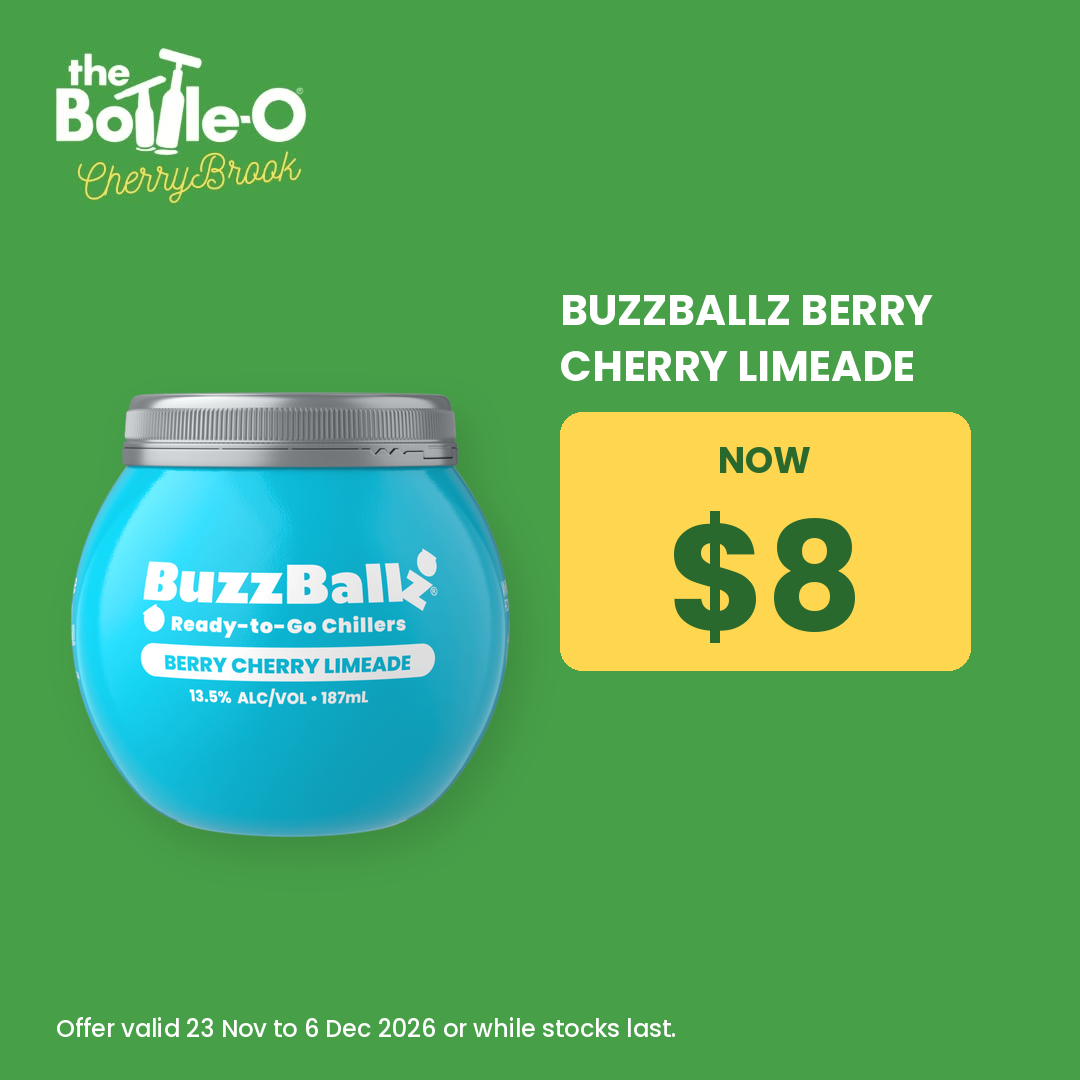 the
Bottle-O®
CherryBrook
BUZZBALLZ BERRY
CHERRY LIMEADE
NOW
$8
BuzzBallz®
Ready-to-Go Chillers
BERRY CHERRY LIMEADE
13.5% ALC/VOL • 187mL
Offer valid 23 Nov to 6 Dec 2026 or while stocks last.